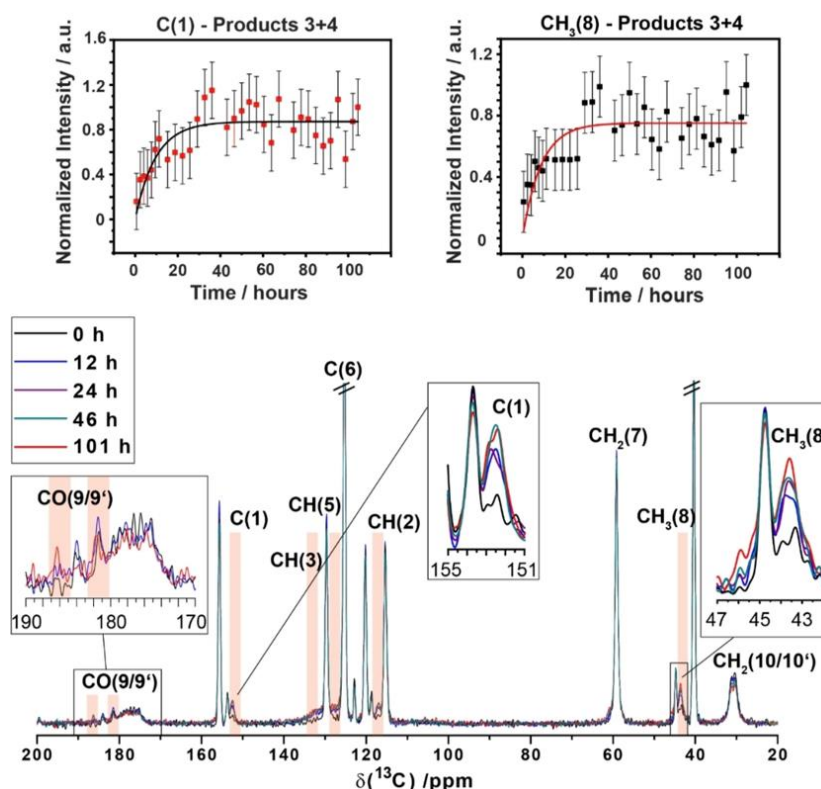 C(1) - Products 3+4
Normalized Intensity / a.u.
1.6
1.2
0.8
0.4
0
0 20 40 60 80 100
Time / hours
CH₃(8) - Products 3+4
Normalized Intensity / a.u.
1.2
0.8
0.4
0
0 20 40 60 80 100
Time / hours
0 h
12 h
24 h
46 h
101 h
CO(9/9‘)
190 180 170
CO(9/9‘)
C(1)
CH(3)
CH(5)
C(6)
CH(2)
C(1)
155 151
CH₂(7)
CH₃(8)
CH₃(8
47 45 43
CH₂(10/10‘)
200 180 160 140 120 100 80 60 40 20
δ(¹³C) /ppm